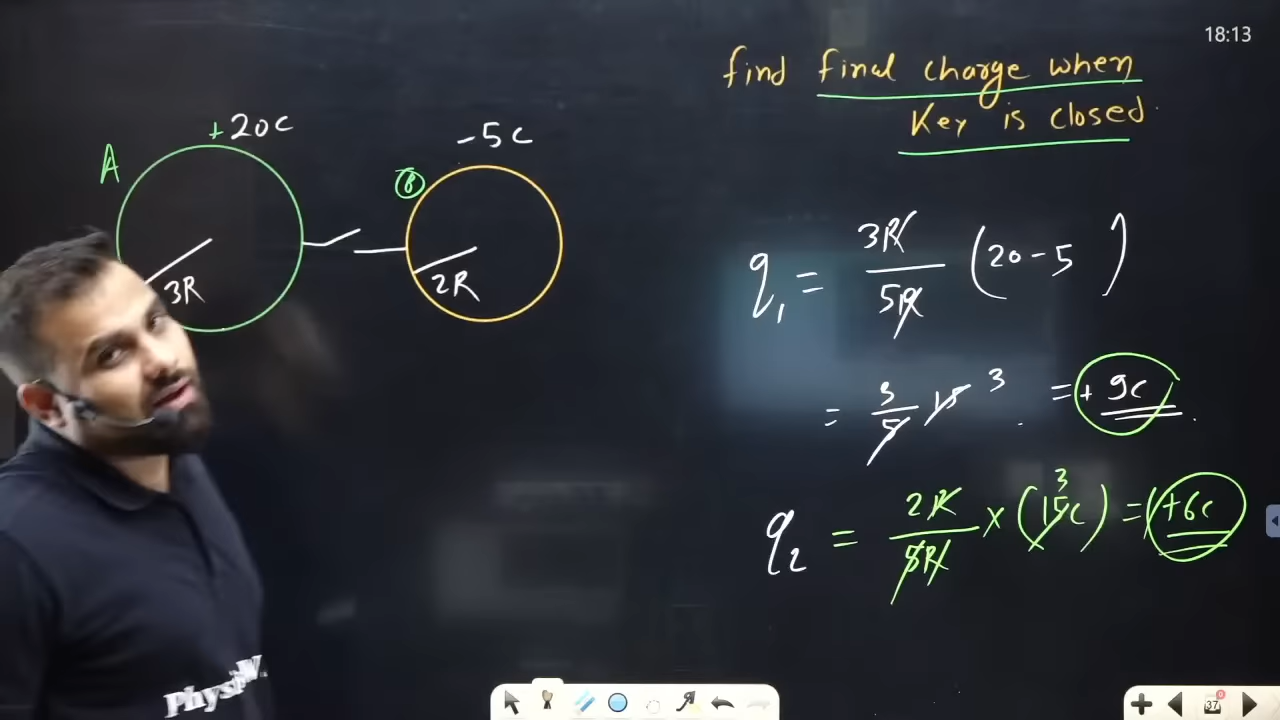 18:13
find final charge when
Key is closed
+20C
-5C
A
B
3R
2R
q₁ = 3R/5R (20-5)
= 3/5 15 3 = +9C
q₂ = 2R/5R × (15C) 3 = +6C
37